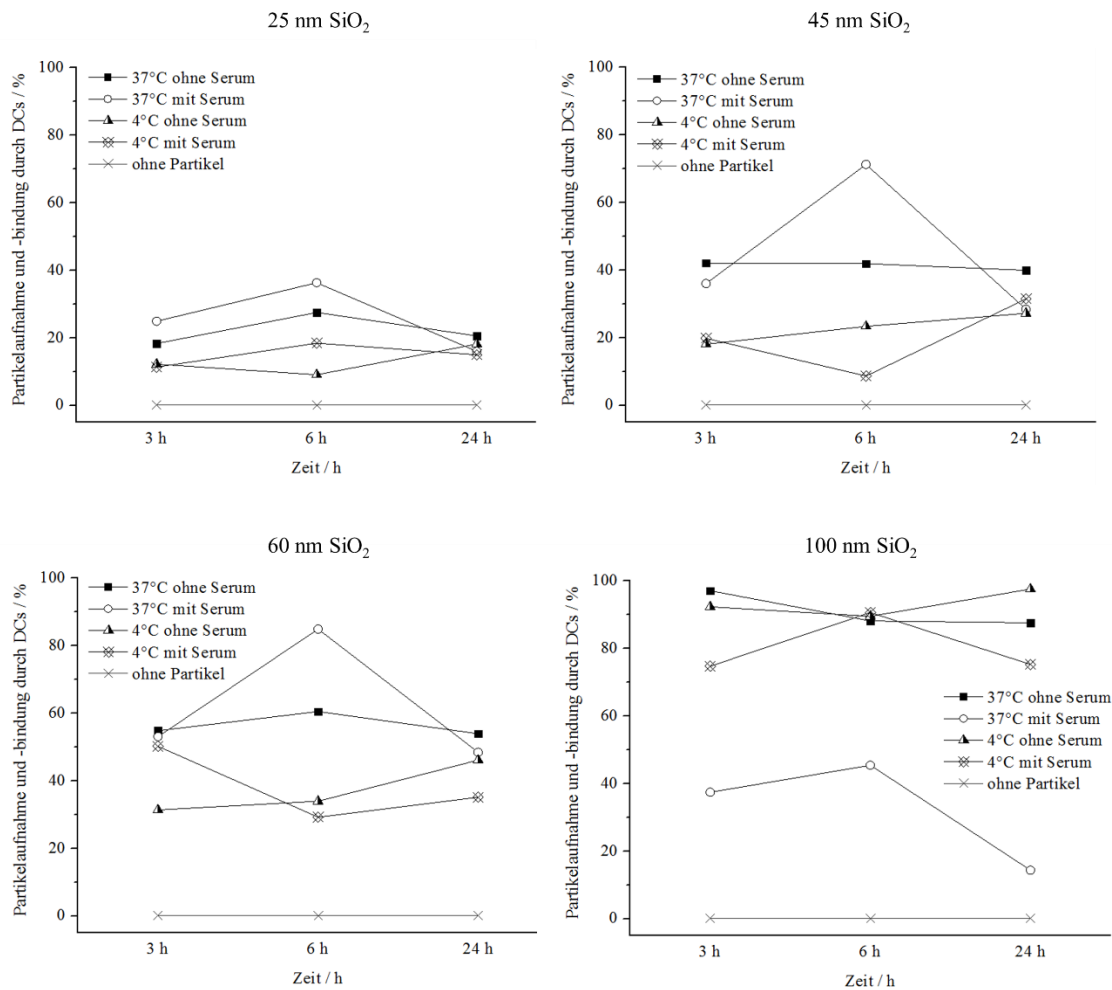 25 nm SiO₂
Partikelaufnahme und -bindung durch DCs / %
100
80
60
40
20
0
37°C ohne Serum
37°C mit Serum
4°C ohne Serum
4°C mit Serum
ohne Partikel
3 h 6 h 24 h
Zeit / h
45 nm SiO₂
Partikelaufnahme und -bindung durch DCs / %
100
80
60
40
20
0
37°C ohne Serum
37°C mit Serum
4°C ohne Serum
4°C mit Serum
ohne Partikel
3 h 6 h 24 h
Zeit / h
60 nm SiO₂
Partikelaufnahme und -bindung durch DCs / %
100
80
60
40
20
0
37°C ohne Serum
37°C mit Serum
4°C ohne Serum
4°C mit Serum
ohne Partikel
3 h 6 h 24 h
Zeit / h
100 nm SiO₂
Partikelaufnahme und -bindung durch DCs / %
100
80
60
40
20
0
37°C ohne Serum
37°C mit Serum
4°C ohne Serum
4°C mit Serum
ohne Partikel
3 h 6 h 24 h
Zeit / h